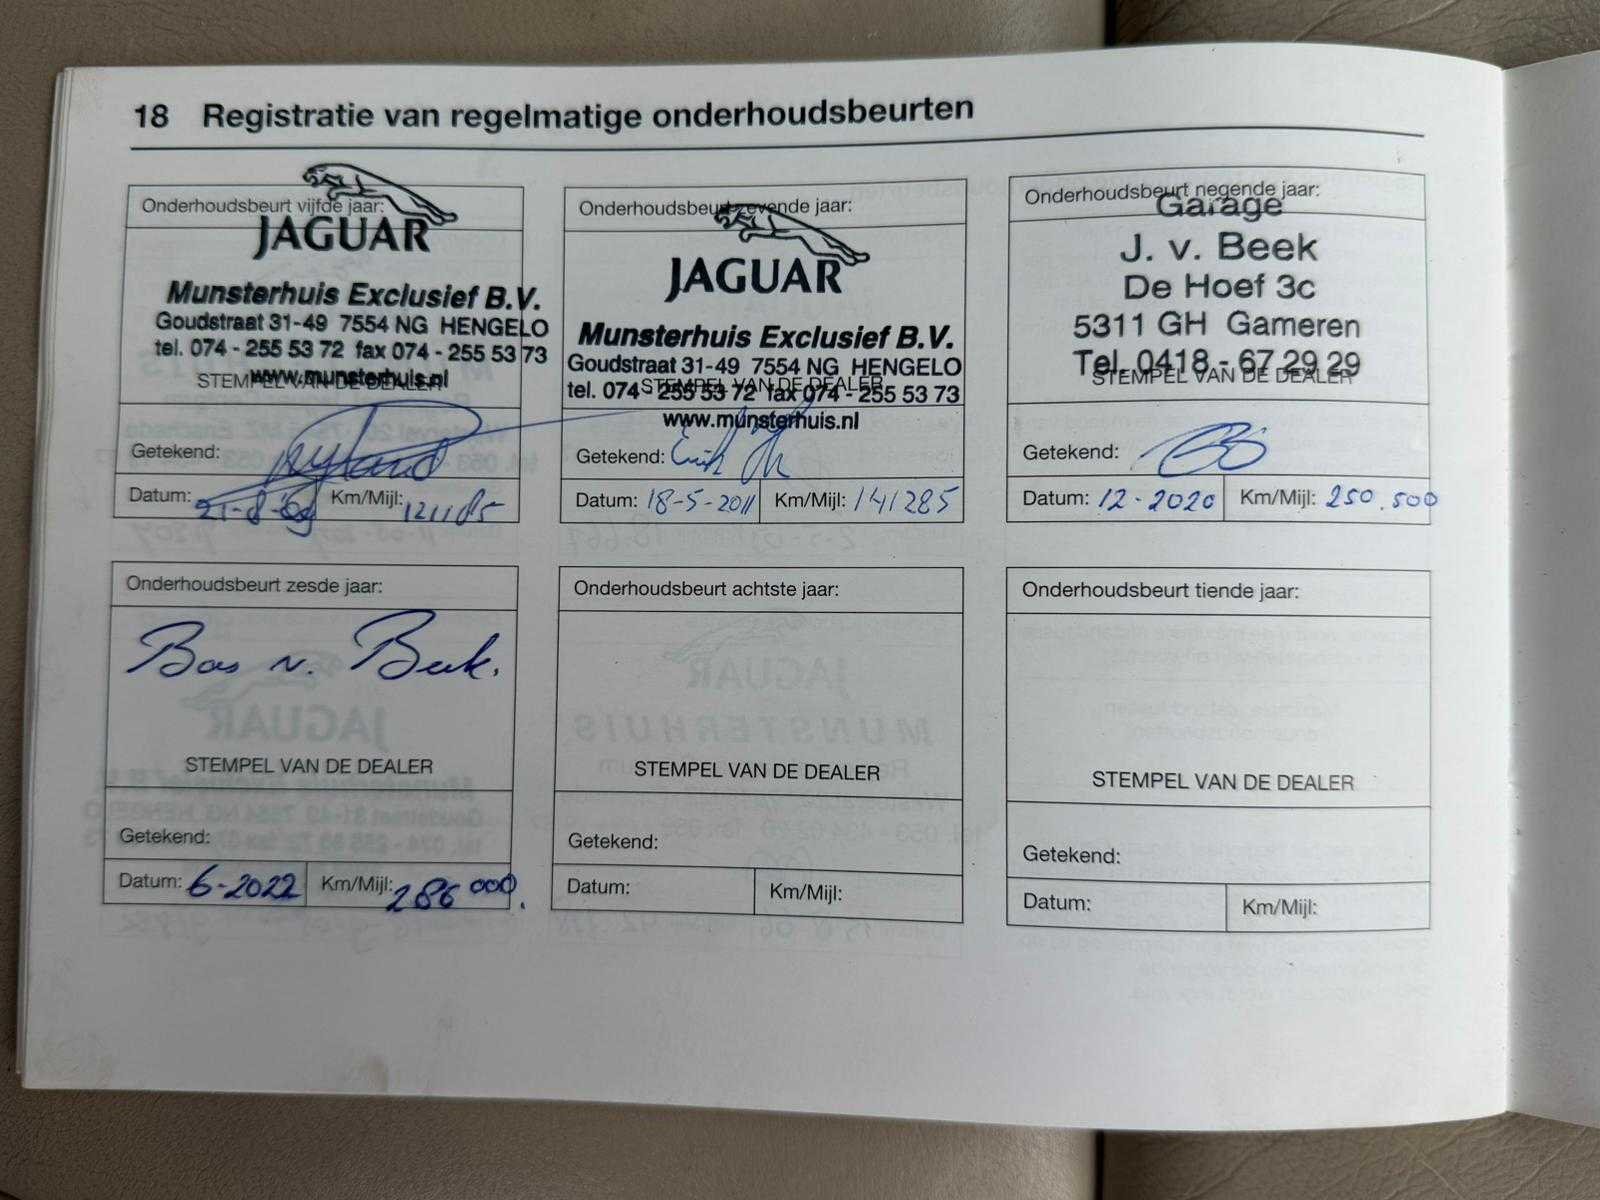 18 Registratie van regelmatige onderhoudsbeurten
Onderhoudsbeurt vijfde jaar:
JAGUAR
Munsterhuis Exclusief B.V.
Goudstraat 31-49 7554 NG HENGELO
tel. 074 - 255 53 72 fax 074 - 255 53 73
www.munsterhuis.nl
STEMPEL VAN DE DEALER
Getekend:
Datum: 21-8-09 Km/Mijl: 121185
Onderhoudsbeurt zevende jaar:
JAGUAR
Munsterhuis Exclusief B.V.
Goudstraat 31-49 7554 NG HENGELO
STEMPEL VAN DE DEALER
tel. 074 - 255 53 72 fax 074 - 255 53 73
www.munsterhuis.nl
Getekend:
Datum: 18-5-2011 Km/Mijl: 141285
Onderhoudsbeurt negende jaar:
Garage
J. v. Beek
De Hoef 3c
5311 GH Gameren
Tel. 0418 - 67 29 29
STEMPEL VAN DE DEALER
Getekend:
Datum: 12-2020 Km/Mijl: 250.500
Onderhoudsbeurt zesde jaar:
Bas v. Beek.
STEMPEL VAN DE DEALER
Getekend:
Datum: 6-2022 Km/Mijl: 286 000.
Onderhoudsbeurt achtste jaar:
STEMPEL VAN DE DEALER
Getekend:
Datum: Km/Mijl:
Onderhoudsbeurt tiende jaar:
STEMPEL VAN DE DEALER
Getekend:
Datum: Km/Mijl: